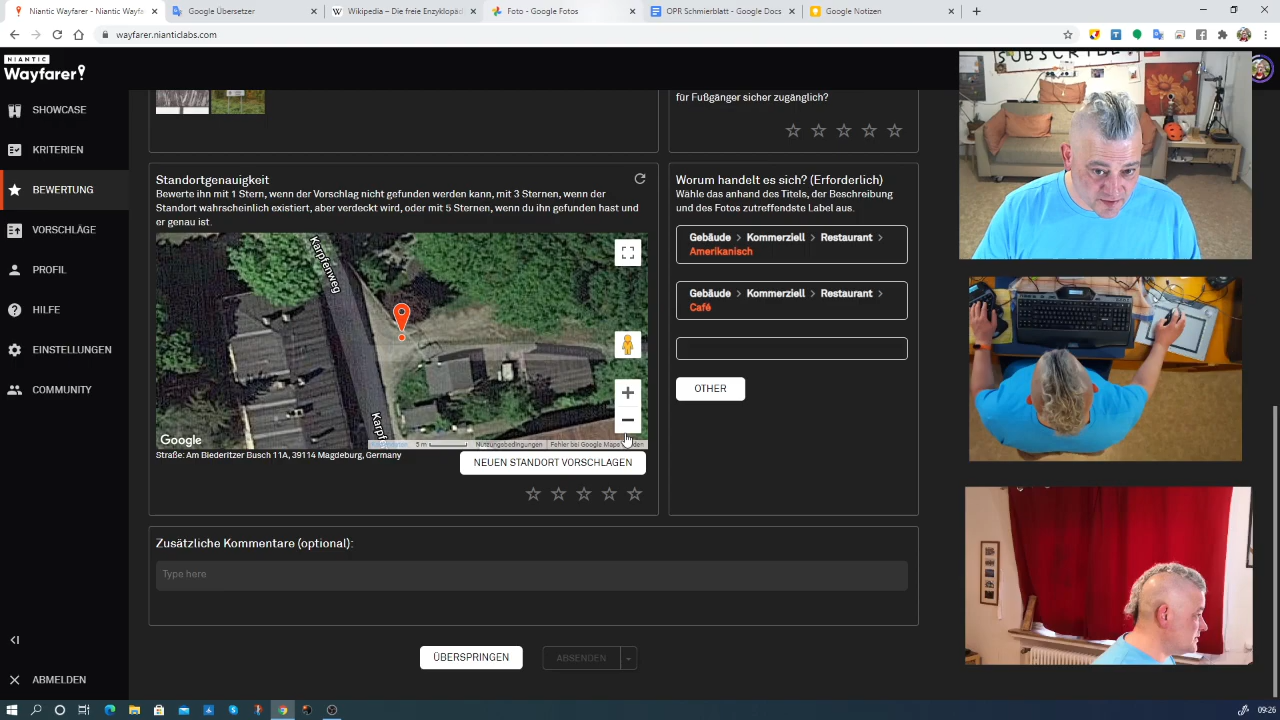 Niantic Wayfarer - Niantic Wayfa
Google Übersetzer
Wikipedia – Die freie Enzyklopäd
Foto - Google Fotos
OPR Schmierblatt - Google Docs
Google Notizen
wayfarer.nianticlabs.com
NIANTIC
Wayfarer
SUBSCRIBE
SHOWCASE
KRITERIEN
BEWERTUNG
VORSCHLÄGE
PROFIL
HILFE
EINSTELLUNGEN
COMMUNITY
ABMELDEN
für Fußgänger sicher zugänglich?
Standortgenauigkeit
Bewerte ihn mit 1 Stern, wenn der Vorschlag nicht gefunden werden kann, mit 3 Sternen, wenn der
Standort wahrscheinlich existiert, aber verdeckt wird, oder mit 5 Sternen, wenn du ihn gefunden hast und
er genau ist.
Karpfenweg
Karpf
Google
5 m
Nutzungsbedingungen
Fehler bei Google Maps
Straße: Am Biederitzer Busch 11A, 39114 Magdeburg, Germany
NEUEN STANDORT VORSCHLAGEN
Worum handelt es sich? (Erforderlich)
Wähle das anhand des Titels, der Beschreibung
und des Fotos zutreffendste Label aus.
Gebäude > Kommerziell > Restaurant >
Amerikanisch
Gebäude > Kommerziell > Restaurant >
Café
OTHER
Zusätzliche Kommentare (optional):
Type here
ÜBERSPRINGEN
ABSENDEN
09:26